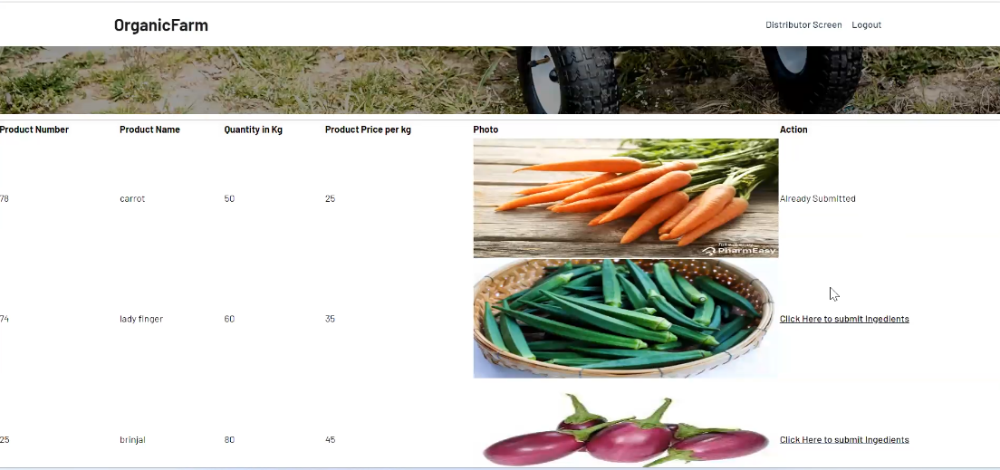 OrganicFarm
Distributor Screen Logout
Product Number Product Name Quantity in Kg Product Price per kg Photo Action
78 carrot 50 25 Already Submitted
PharmEasy
74 lady finger 60 35 Click Here to submit Ingedients
25 brinjal 80 45 Click Here to submit Ingedients